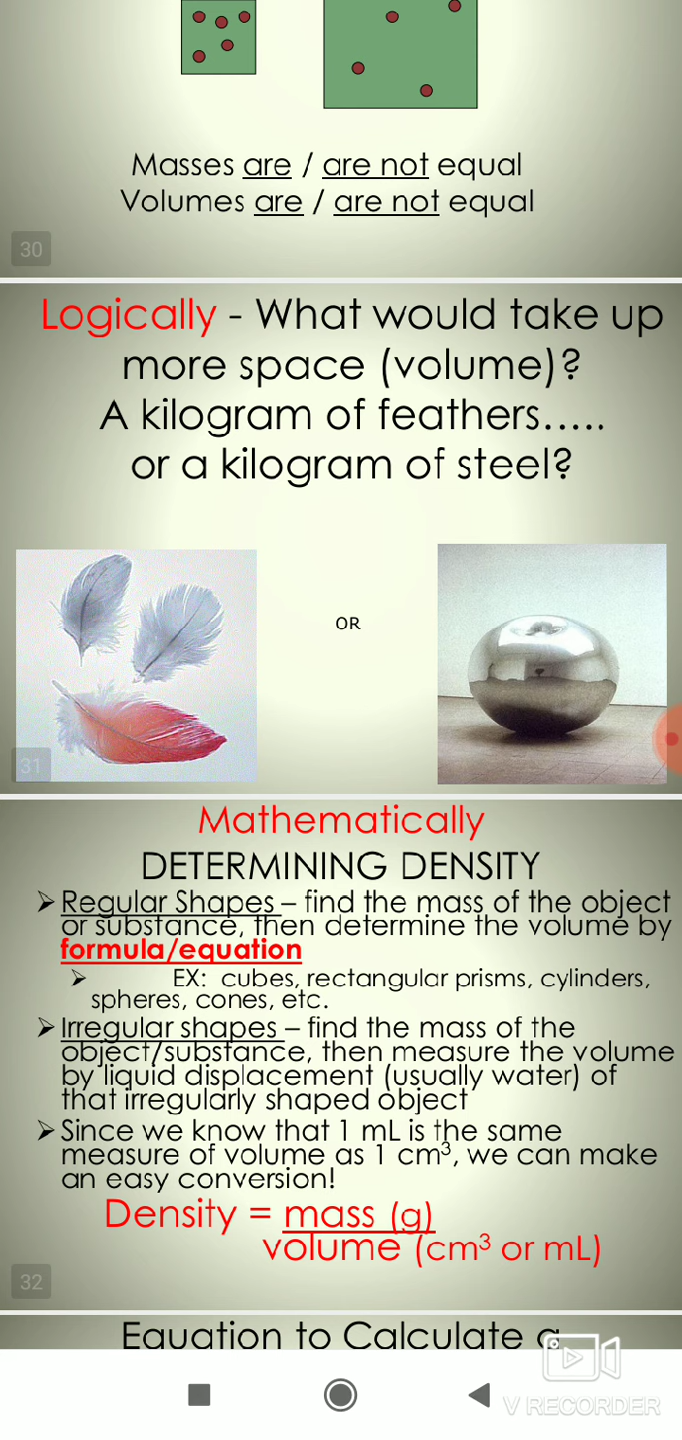 Masses are / are not equal
Volumes are / are not equal
30
Logically - What would take up
more space (volume)?
A kilogram of feathers…..
or a kilogram of steel?
OR
31
Mathematically
DETERMINING DENSITY
➢ Regular Shapes – find the mass of the object
or substance, then determine the volume by
formula/equation
➢ EX: cubes, rectangular prisms, cylinders,
spheres, cones, etc.
➢ Irregular shapes – find the mass of the
object/substance, then measure the volume
by liquid displacement (usually water) of
that irregularly shaped object
➢ Since we know that 1 mL is the same
measure of volume as 1 cm³, we can make
an easy conversion!
Density = mass (g)
volume (cm³ or mL)
32
Equation to Calculate a
V RECORDER